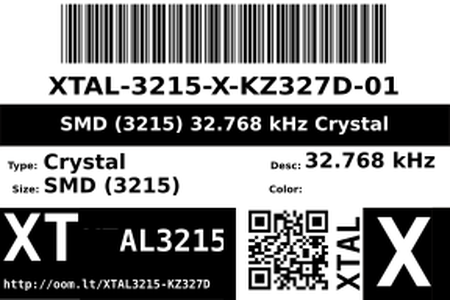 XTAL-3215-X-KZ327D-01
SMD (3215) 32.768 kHz Crystal
Type: Crystal
Desc: 32.768 kHz
Size: SMD (3215)
Color:
XT
AL3215
XTAL
X
http://oom.lt/XTAL3215-KZ327D